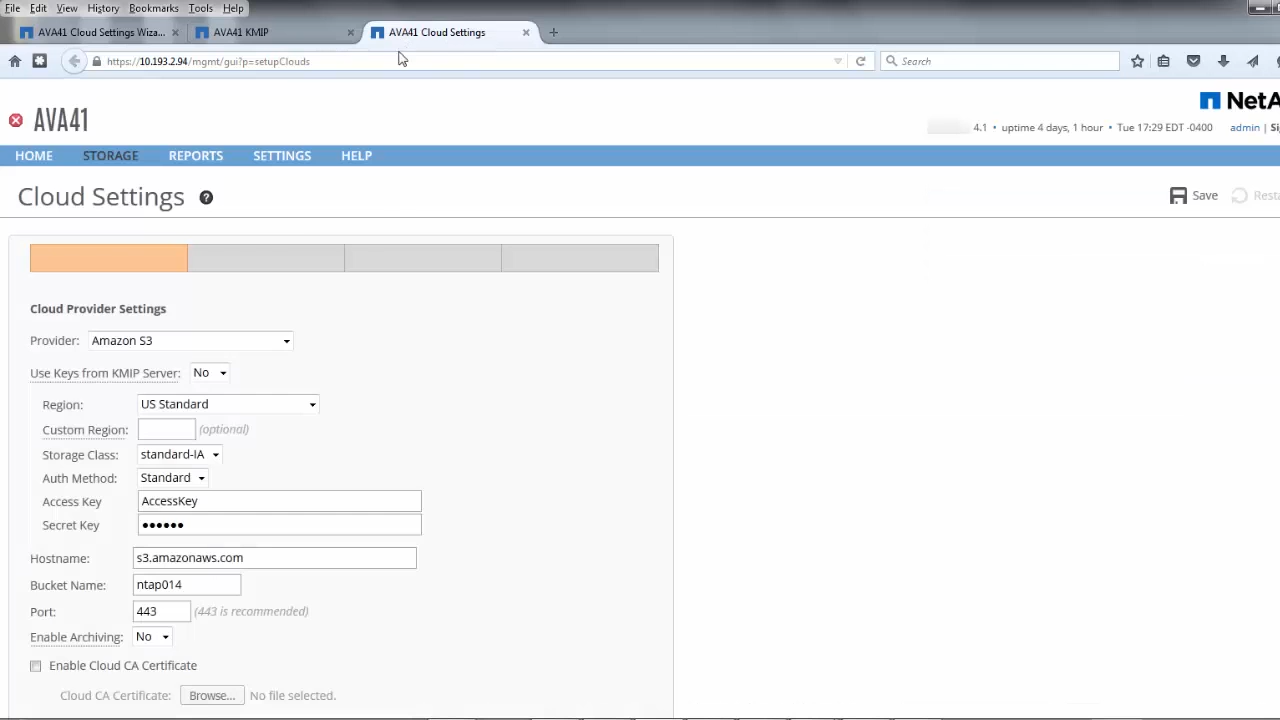 File Edit View History Bookmarks Tools Help
AVA41 Cloud Settings Wiza... × AVA41 KMIP × AVA41 Cloud Settings × +
https://10.193.2.94/mgmt/gui?p=setupClouds Search
NetA
AVA41
4.1 • uptime 4 days, 1 hour • Tue 17:29 EDT -0400 admin | Si
HOME STORAGE REPORTS SETTINGS HELP
Cloud Settings ? Save Resta
Cloud Provider Settings
Provider: Amazon S3
Use Keys from KMIP Server: No
Region: US Standard
Custom Region: (optional)
Storage Class: standard-IA
Auth Method: Standard
Access Key AccessKey
Secret Key ••••••
Hostname: s3.amazonaws.com
Bucket Name: ntap014
Port: 443 (443 is recommended)
Enable Archiving: No
Enable Cloud CA Certificate
Cloud CA Certificate: Browse... No file selected.